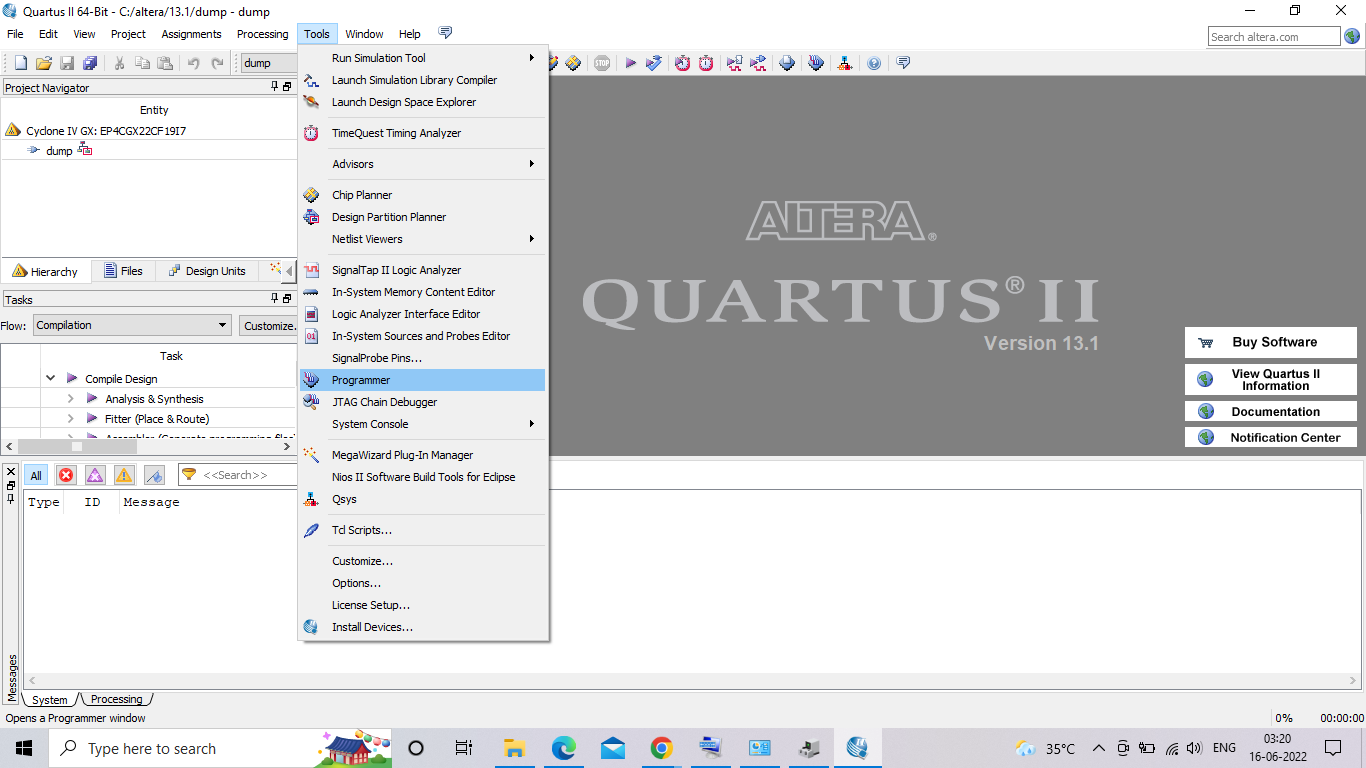 Quartus II 64-Bit - C:/altera/13.1/dump - dump
File Edit View Project Assignments Processing Tools Window Help
Search altera.com
dump
Project Navigator
Entity
Cyclone IV GX: EP4CGX22CF19I7
dump
Hierarchy Files Design Units
Tasks
Flow: Compilation Customize.
Task
Compile Design
Analysis & Synthesis
Fitter (Place & Route)
Assembler (Generate programming files)
Run Simulation Tool
Launch Simulation Library Compiler
Launch Design Space Explorer
TimeQuest Timing Analyzer
Advisors
Chip Planner
Design Partition Planner
Netlist Viewers
SignalTap II Logic Analyzer
In-System Memory Content Editor
Logic Analyzer Interface Editor
In-System Sources and Probes Editor
SignalProbe Pins...
Programmer
JTAG Chain Debugger
System Console
MegaWizard Plug-In Manager
Nios II Software Build Tools for Eclipse
Qsys
Tcl Scripts...
Customize...
Options...
License Setup...
Install Devices...
STOP
ALTERA®
QUARTUS® II
Version 13.1
Buy Software
View Quartus II
Information
Documentation
Notification Center
All <<Search>>
Type ID Message
Messages
System Processing
Opens a Programmer window
0% 00:00:00
Type here to search
35°C
ENG
03:20
16-06-2022